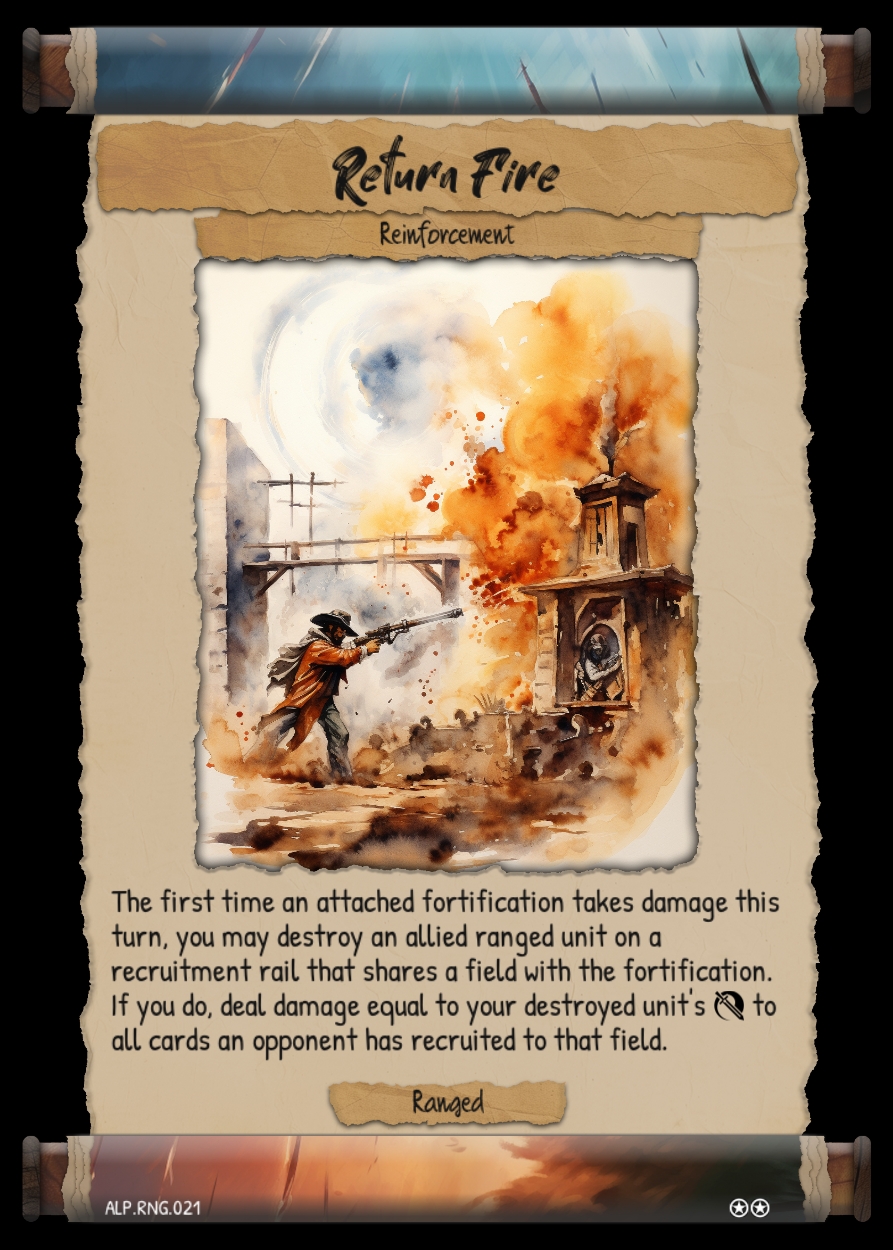 Return Fire
Reinforcement
The first time an attached fortification takes damage this
turn, you may destroy an allied ranged unit on a
recruitment rail that shares a field with the fortification.
If you do, deal damage equal to your destroyed unit's to
all cards an opponent has recruited to that field.
Ranged
ALP.RNG.021